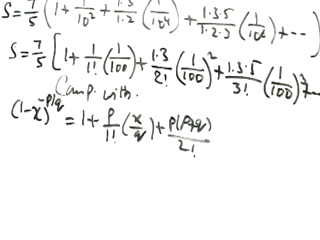 S = 7/5 (1 + 1/10² + 1.3/1.2 (1/10⁴) + 1.3.5/1.2.3 (1/10⁶) + ---
S = 7/5 [1 + 1/1! (1/100) + 1.3/2! (1/100)² + 1.3.5/3! (1/100)³ ---
Comp. with.
(1-x)^(-p/q) = 1 + p/1! (x/q) + p(p+q)/2!